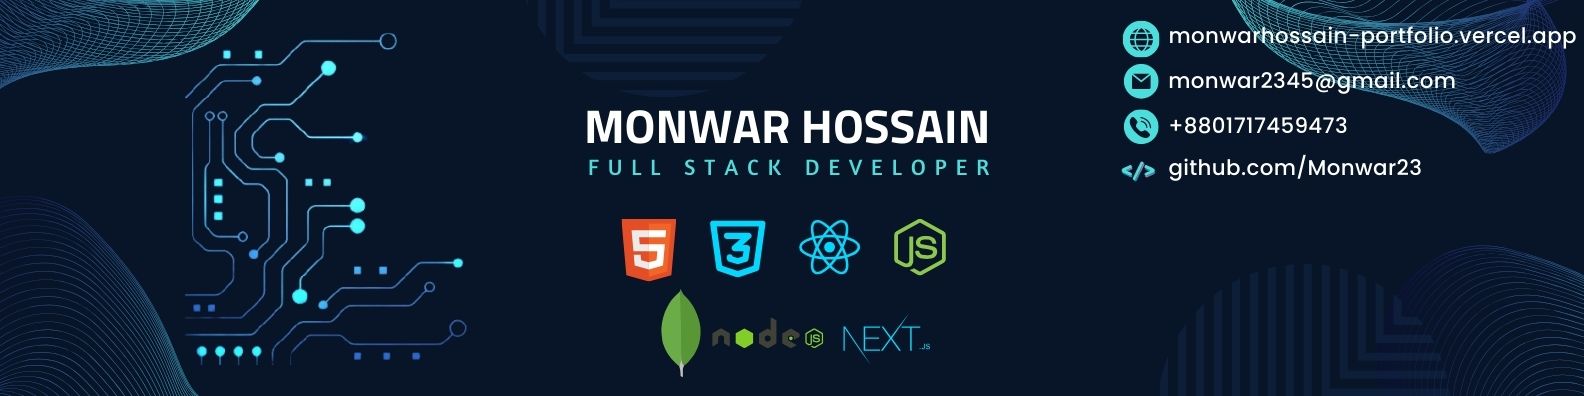 monwarhossain-portfolio.vercel.app
monwar2345@gmail.com
+8801717459473
github.com/Monwar23
MONWAR HOSSAIN
FULL STACK DEVELOPER
5 3 JS
node JS NEXT.JS